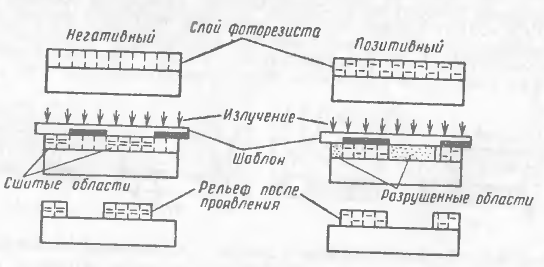 Негативный
Слой фоторезиста
Позитивный
Излучение
Шаблон
Сшитые области
Рельеф после
проявления
Разрушенные области